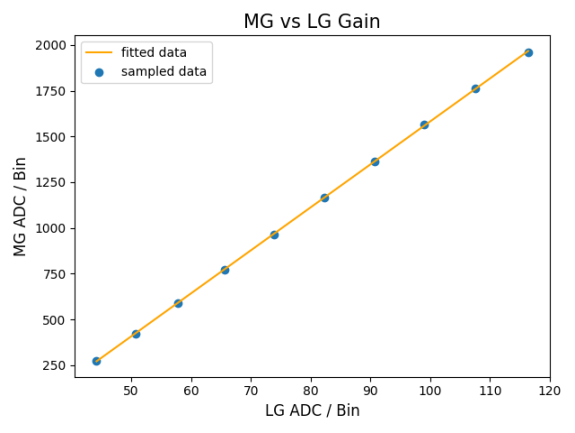 MG vs LG Gain
fitted data
sampled data
2000
1750
1500
1250
1000
750
500
250
MG ADC / Bin
50 60 70 80 90 100 110 120
LG ADC / Bin